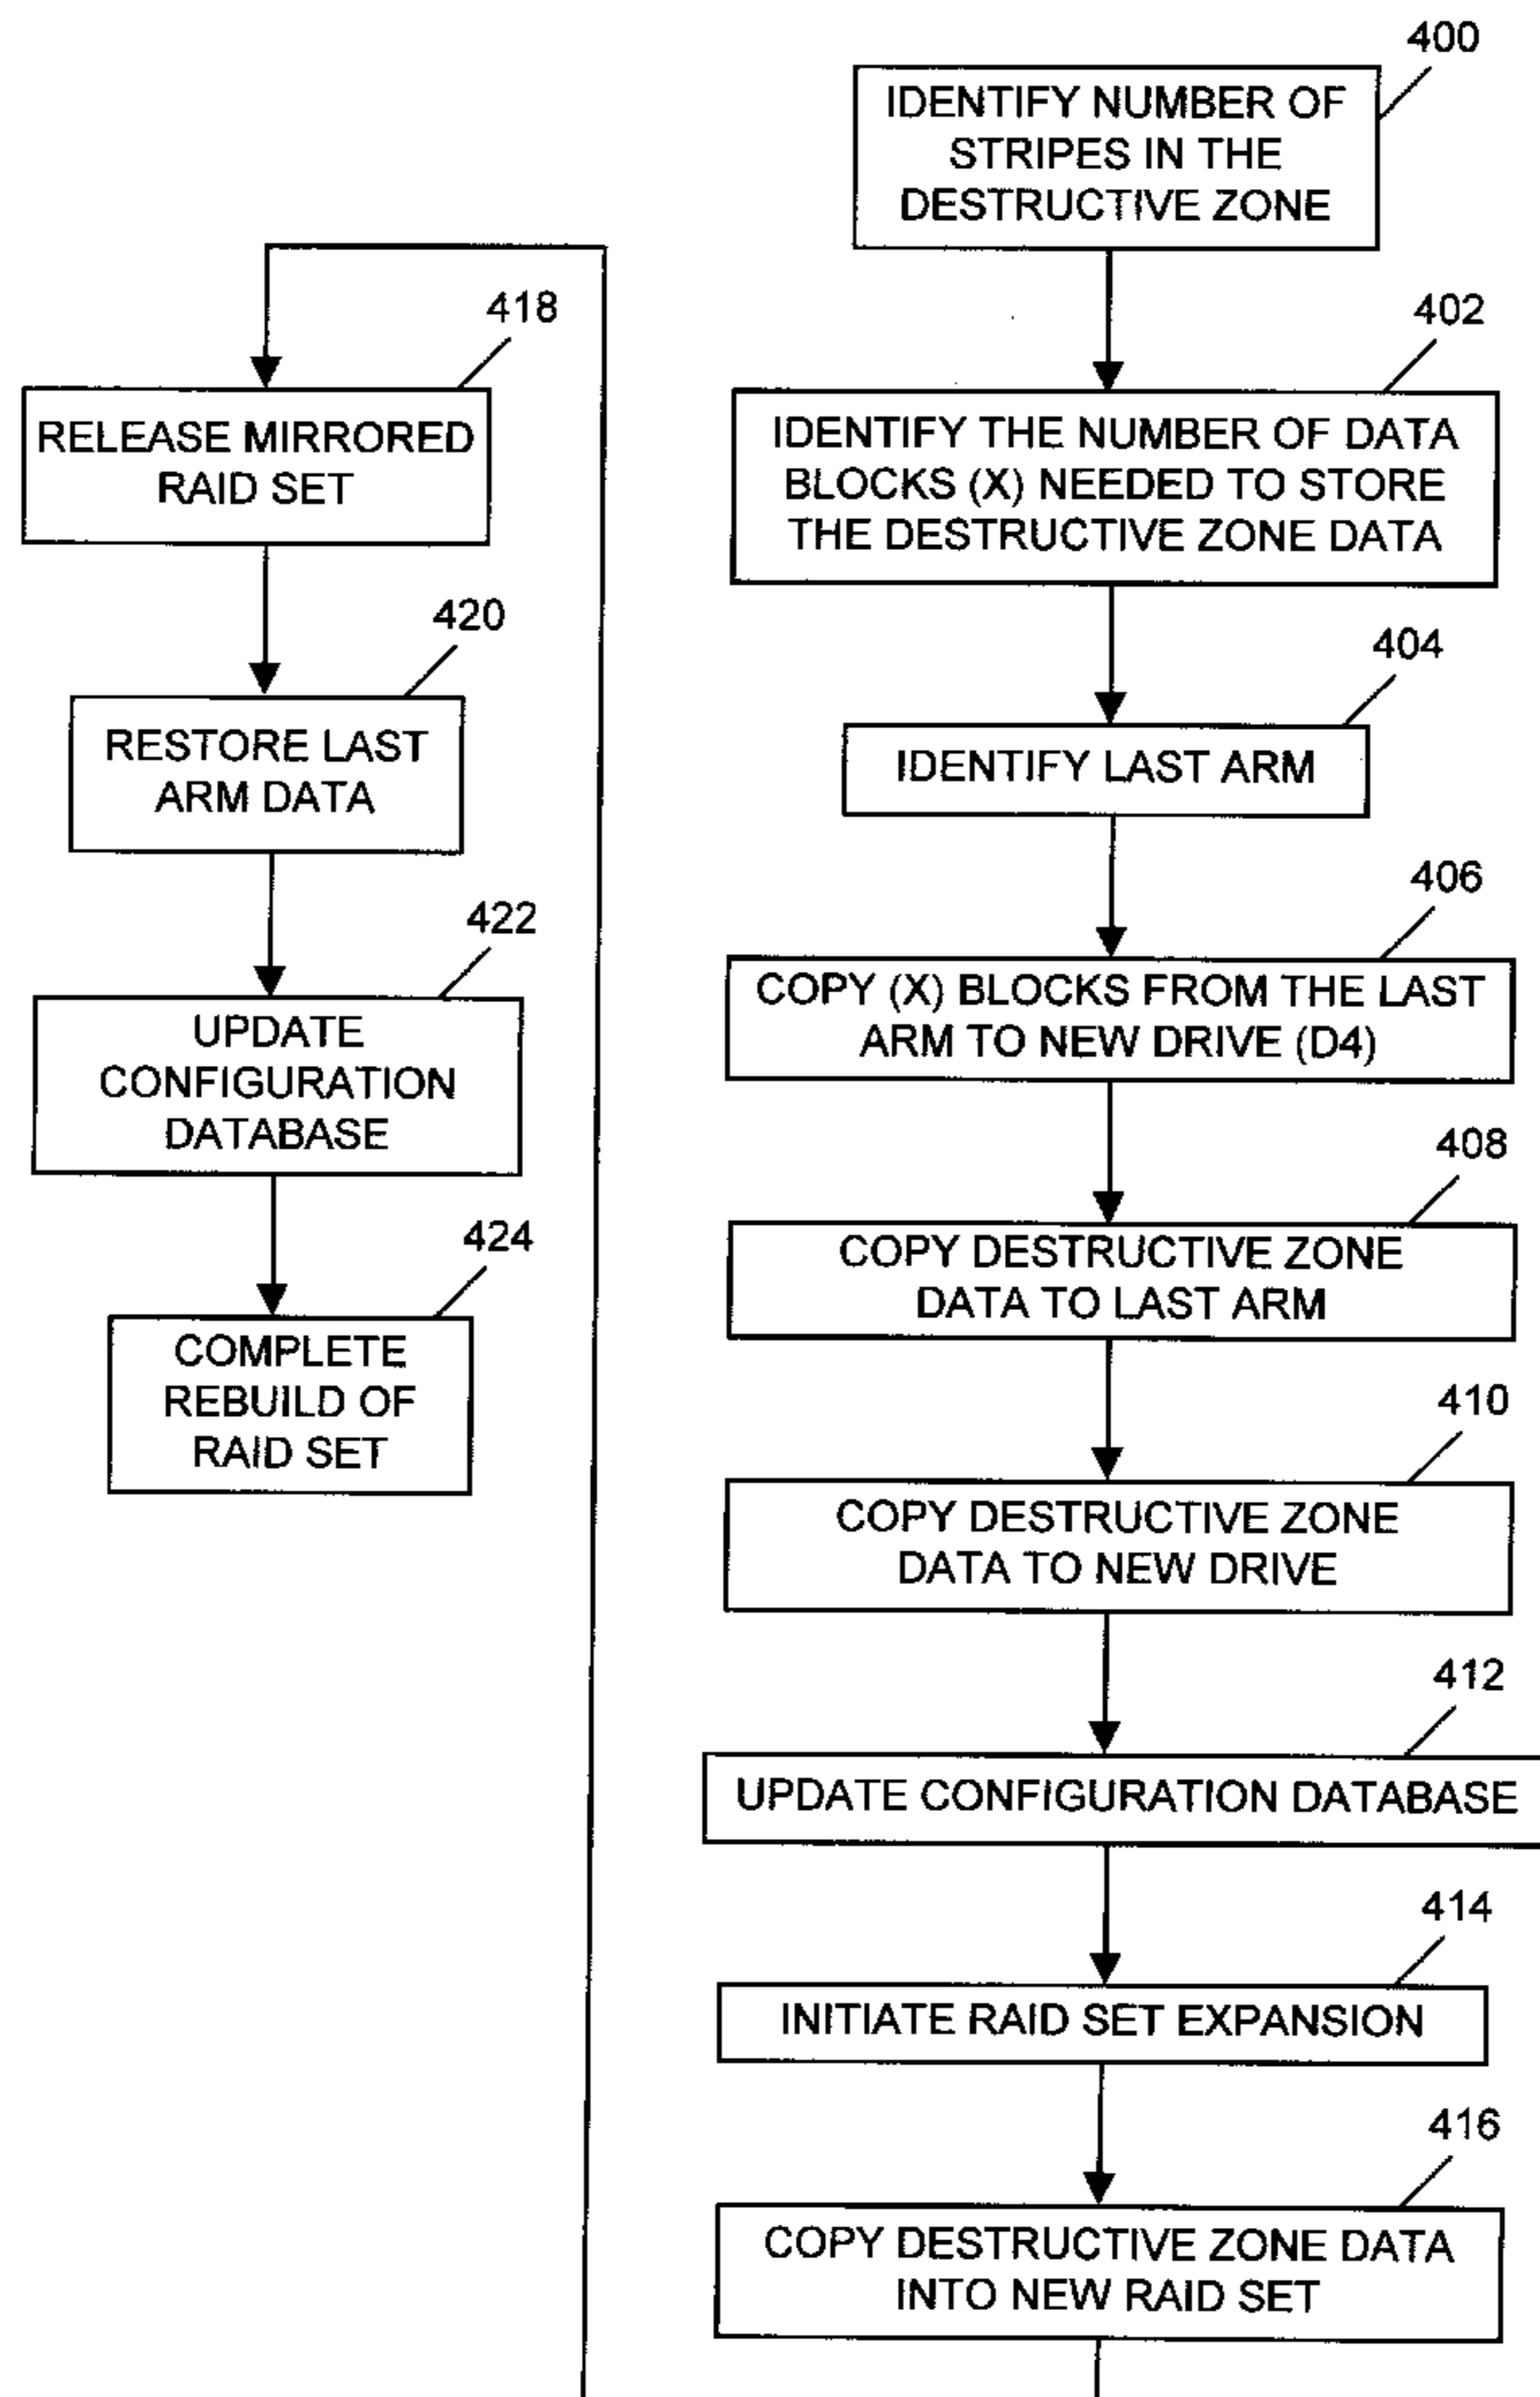 400
IDENTIFY NUMBER OF
STRIPES IN THE
DESTRUCTIVE ZONE
402
IDENTIFY THE NUMBER OF DATA
BLOCKS (X) NEEDED TO STORE
THE DESTRUCTIVE ZONE DATA
404
IDENTIFY LAST ARM
406
COPY (X) BLOCKS FROM THE LAST
ARM TO NEW DRIVE (D4)
408
COPY DESTRUCTIVE ZONE
DATA TO LAST ARM
410
COPY DESTRUCTIVE ZONE
DATA TO NEW DRIVE
412
UPDATE CONFIGURATION DATABASE
414
INITIATE RAID SET EXPANSION
416
COPY DESTRUCTIVE ZONE DATA
INTO NEW RAID SET
418
RELEASE MIRRORED
RAID SET
420
RESTORE LAST
ARM DATA
422
UPDATE
CONFIGURATION
DATABASE
424
COMPLETE
REBUILD OF
RAID SET